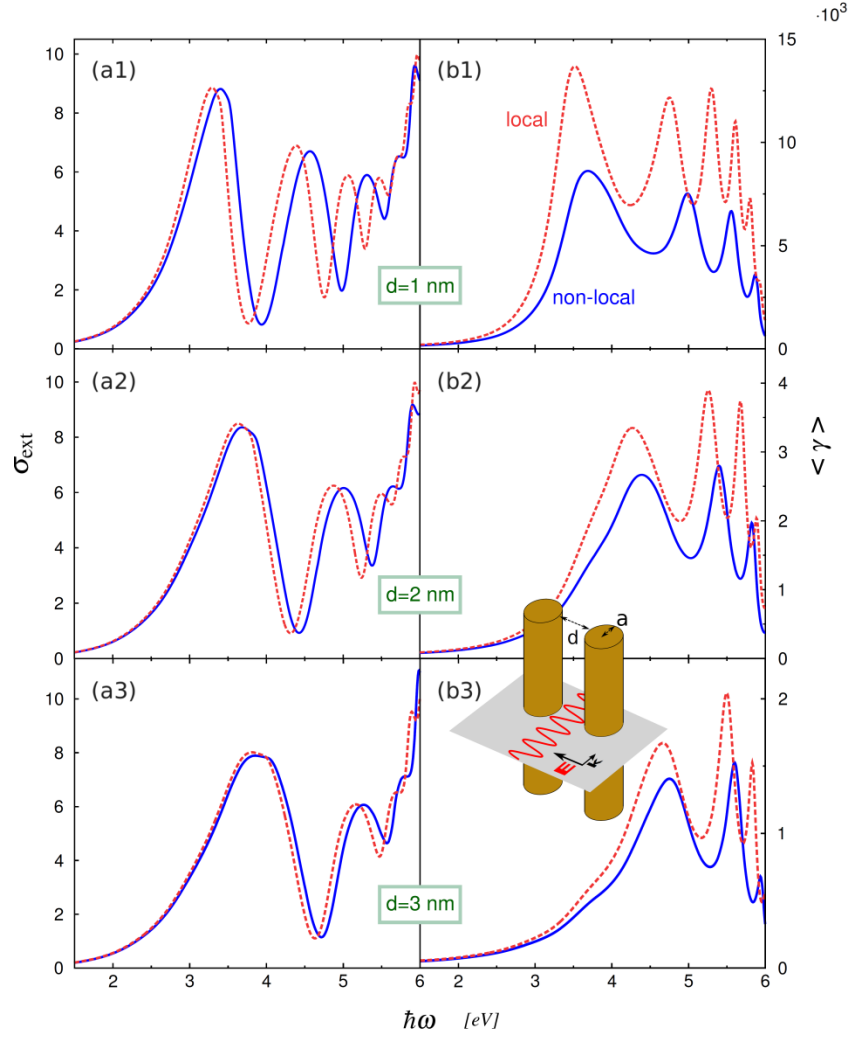 ·10³
(a1)
(b1)
10
8
6
4
2
0
15
10
5
0
local
non-local
d=1 nm
(a2)
(b2)
10
8
6
4
2
0
4
3
2
1
0
d=2 nm
σext
< γ >
d
a
(a3)
(b3)
10
8
6
4
2
0
2
1
0
E
k
d=3 nm
2 3 4 5 6 2 3 4 5 6
ħω [eV]